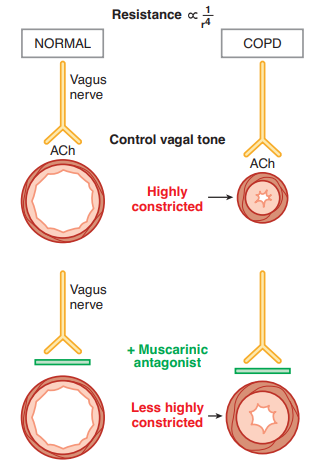 Resistance ∝ 1/r⁴
NORMAL
COPD
Vagus
nerve
Control vagal tone
ACh
ACh
Highly
constricted
Vagus
nerve
+ Muscarinic
antagonist
Less highly
constricted